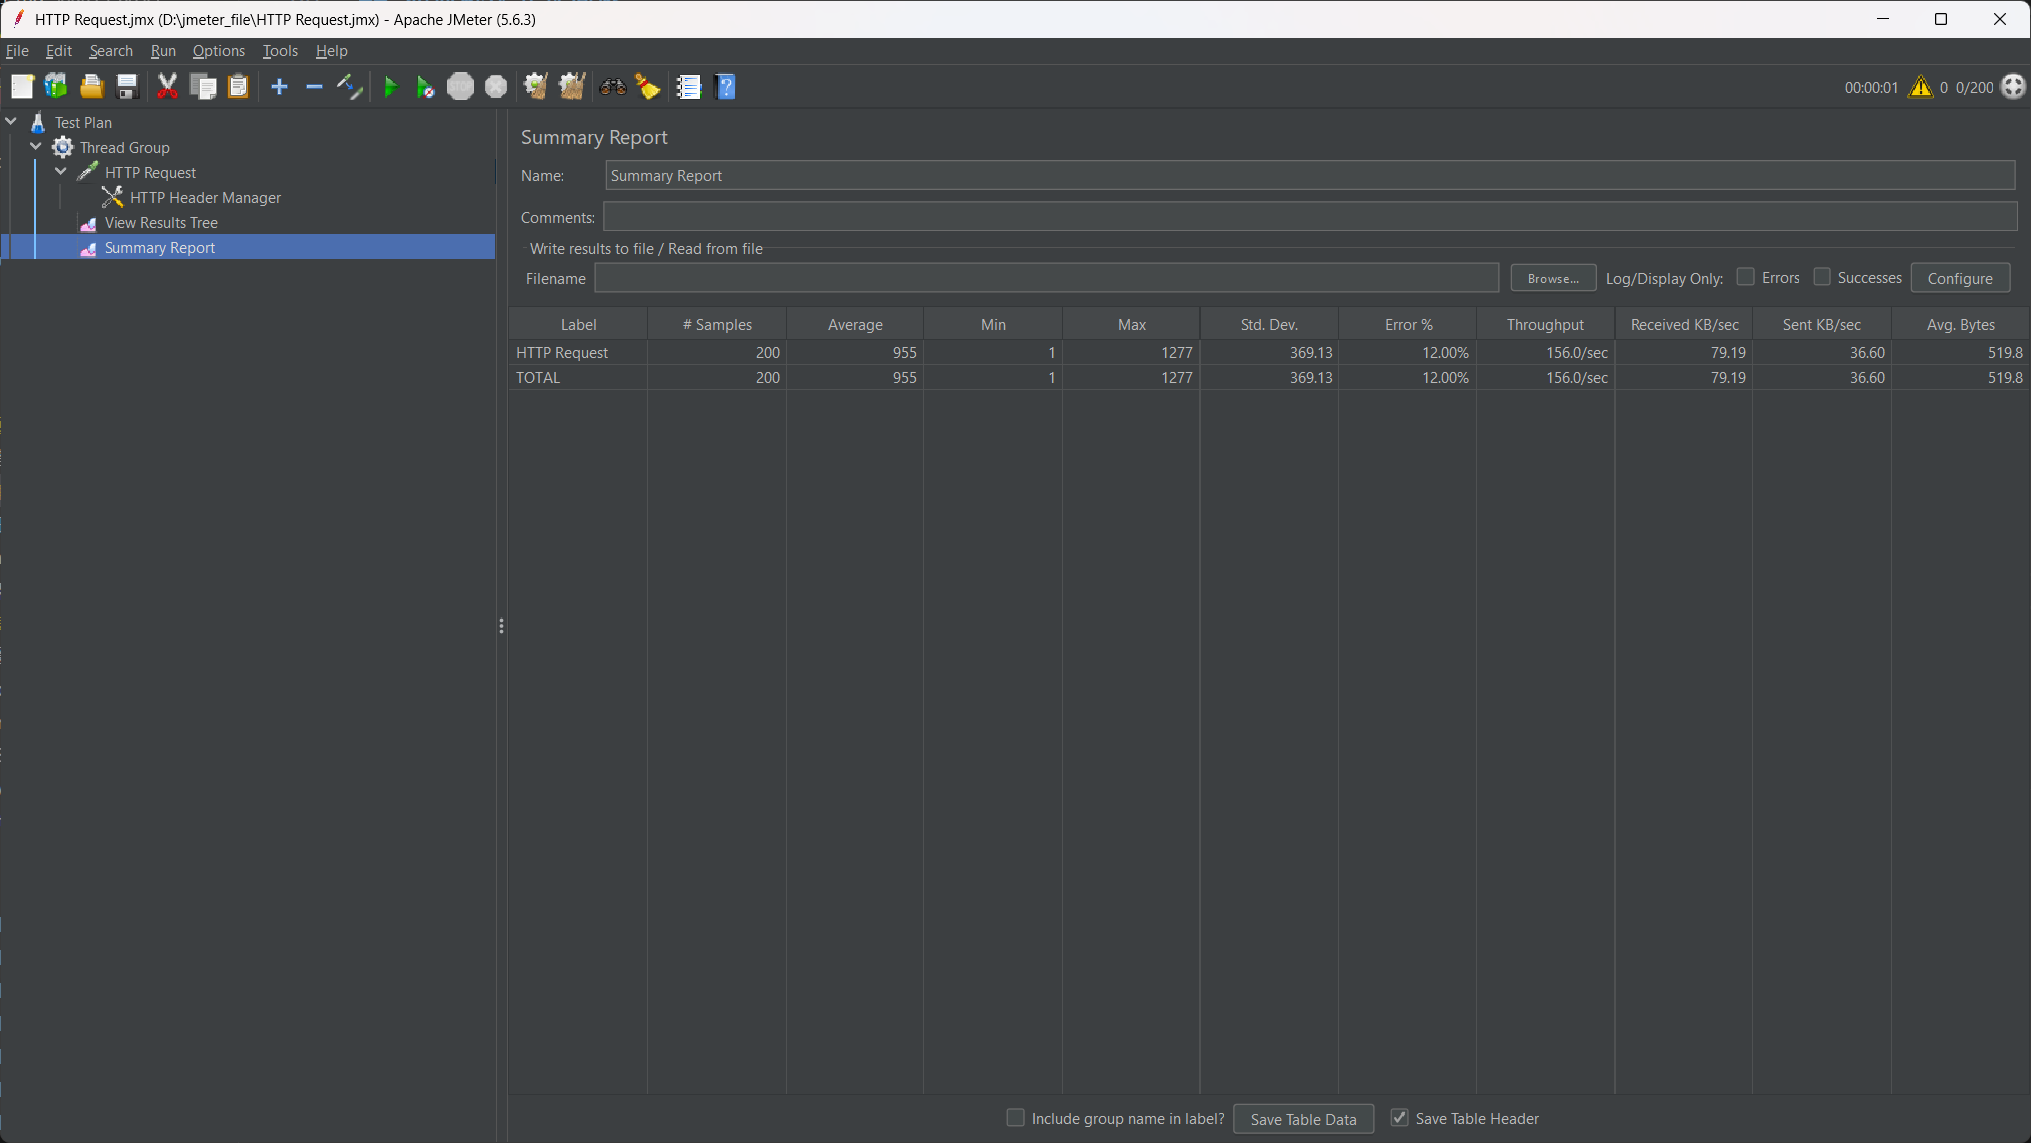 HTTP Request.jmx (D:\jmeter_file\HTTP Request.jmx) - Apache JMeter (5.6.3)
File Edit Search Run Options Tools Help
STOP ? 00:00:01 0 0/200
Test Plan
Thread Group
HTTP Request
HTTP Header Manager
View Results Tree
Summary Report
Summary Report
Name: Summary Report
Comments:
Write results to file / Read from file
Filename Browse... Log/Display Only: Errors Successes Configure
Label # Samples Average Min Max Std. Dev. Error % Throughput Received KB/sec Sent KB/sec Avg. Bytes
HTTP Request 200 955 1 1277 369.13 12.00% 156.0/sec 79.19 36.60 519.8
TOTAL 200 955 1 1277 369.13 12.00% 156.0/sec 79.19 36.60 519.8
Include group name in label? Save Table Data Save Table Header